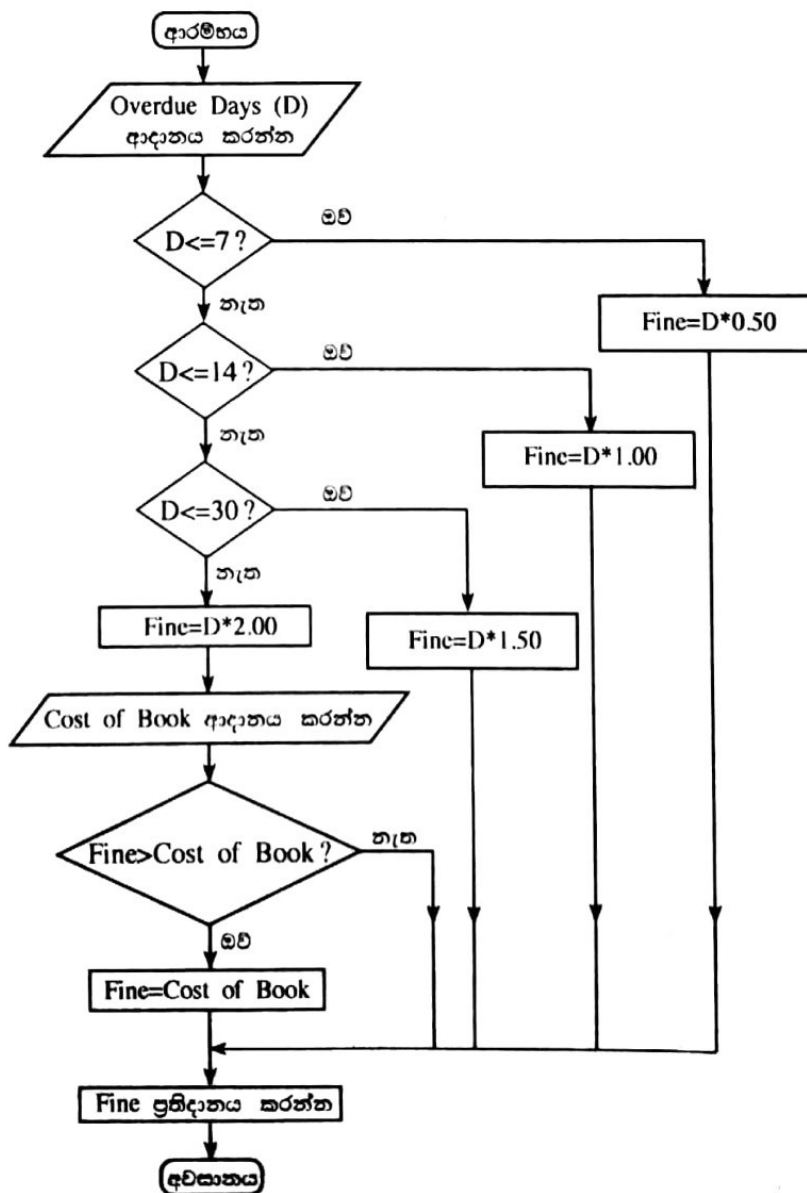 ආරම්භය
Overdue Days (D)
ආදානය කරන්න
D<=7?
ඔව්
නැත
Fine=D*0.50
D<=14?
ඔව්
නැත
Fine=D*1.00
D<=30?
ඔව්
නැත
Fine=D*2.00
Fine=D*1.50
Cost of Book ආදානය කරන්න
Fine>Cost of Book?
නැත
ඔව්
Fine=Cost of Book
Fine ප්‍රතිදානය කරන්න
අවසානය